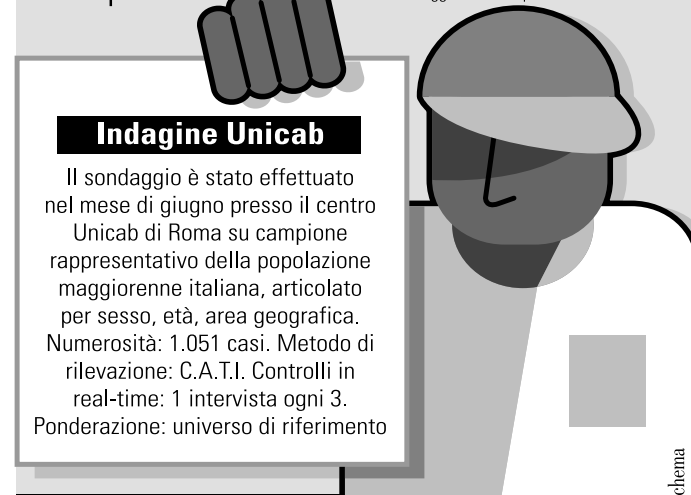 Indagine Unicab
Il sondaggio è stato effettuato
nel mese di giugno presso il centro
Unicab di Roma su campione
rappresentativo della popolazione
maggiorenne italiana, articolato
per sesso, età, area geografica.
Numerosità: 1.051 casi. Metodo di
rilevazione: C.A.T.I. Controlli in
real-time: 1 intervista ogni 3.
Ponderazione: universo di riferimento
chema